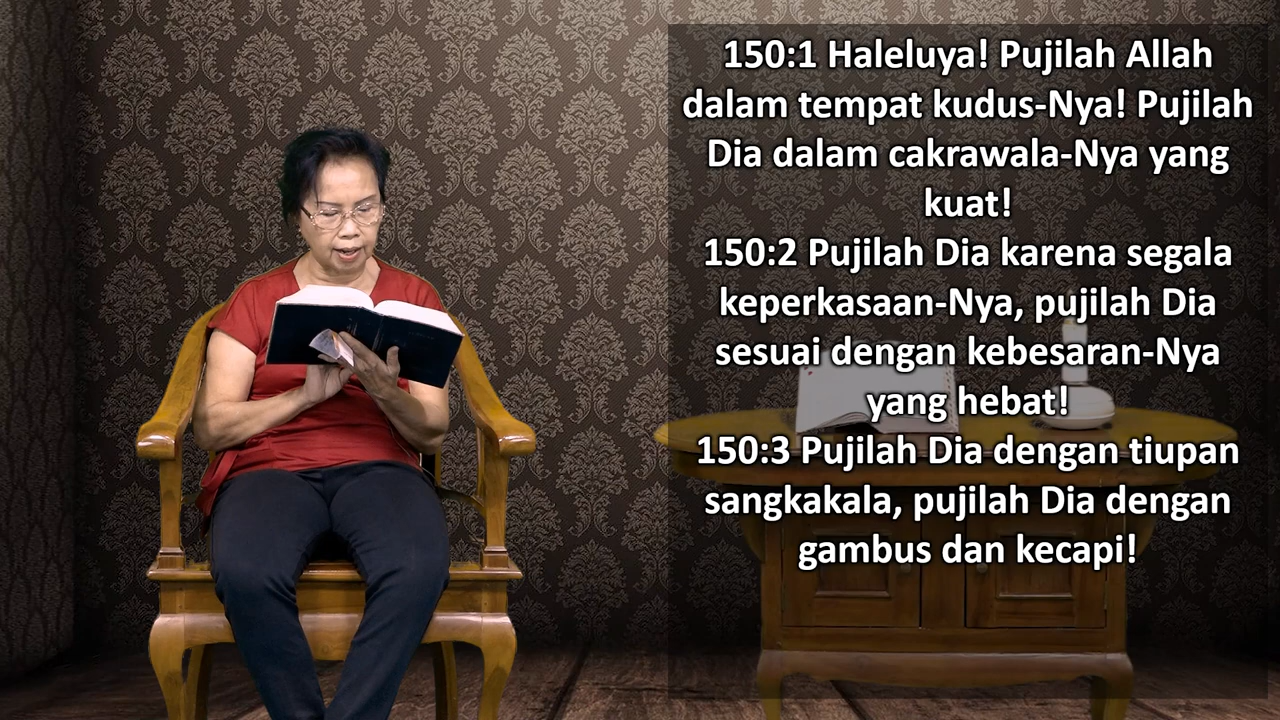 150:1 Haleluya! Pujilah Allah
dalam tempat kudus-Nya! Pujilah
Dia dalam cakrawala-Nya yang
kuat!
150:2 Pujilah Dia karena segala
keperkasaan-Nya, pujilah Dia
sesuai dengan kebesaran-Nya
yang hebat!
150:3 Pujilah Dia dengan tiupan
sangkakala, pujilah Dia dengan
gambus dan kecapi!